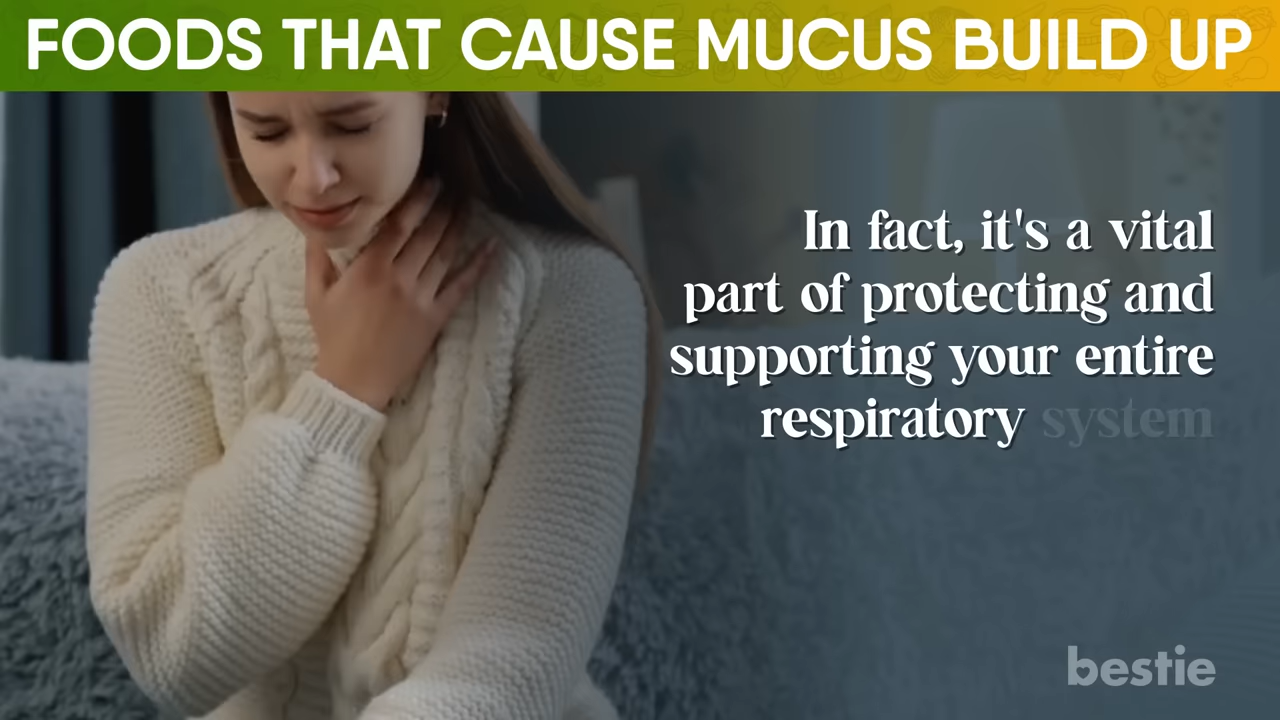 FOODS THAT CAUSE MUCUS BUILD UP
In fact, it's a vital
part of protecting and
supporting your entire
respiratory system
bestie